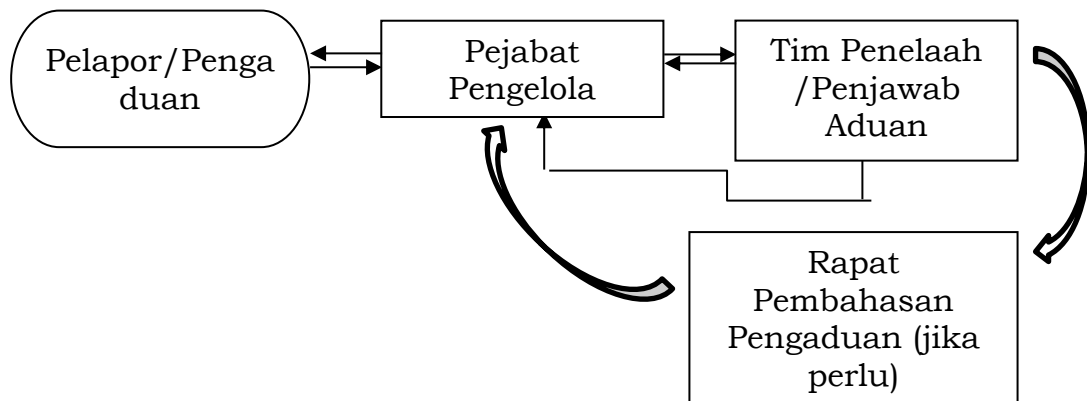 Pelapor/Penga
duan
Pejabat
Pengelola
Tim Penelaah
/Penjawab
Aduan
Rapat
Pembahasan
Pengaduan (jika
perlu)